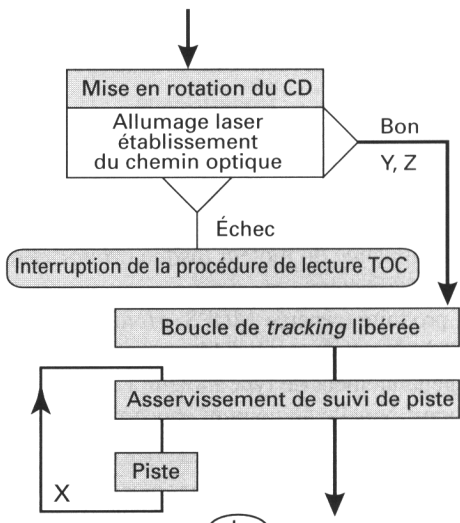 Mise en rotation du CD
Allumage laser
établissement
du chemin optique
Bon
Y, Z
Échec
Interruption de la procédure de lecture TOC
Boucle de tracking libérée
Asservissement de suivi de piste
Piste
X